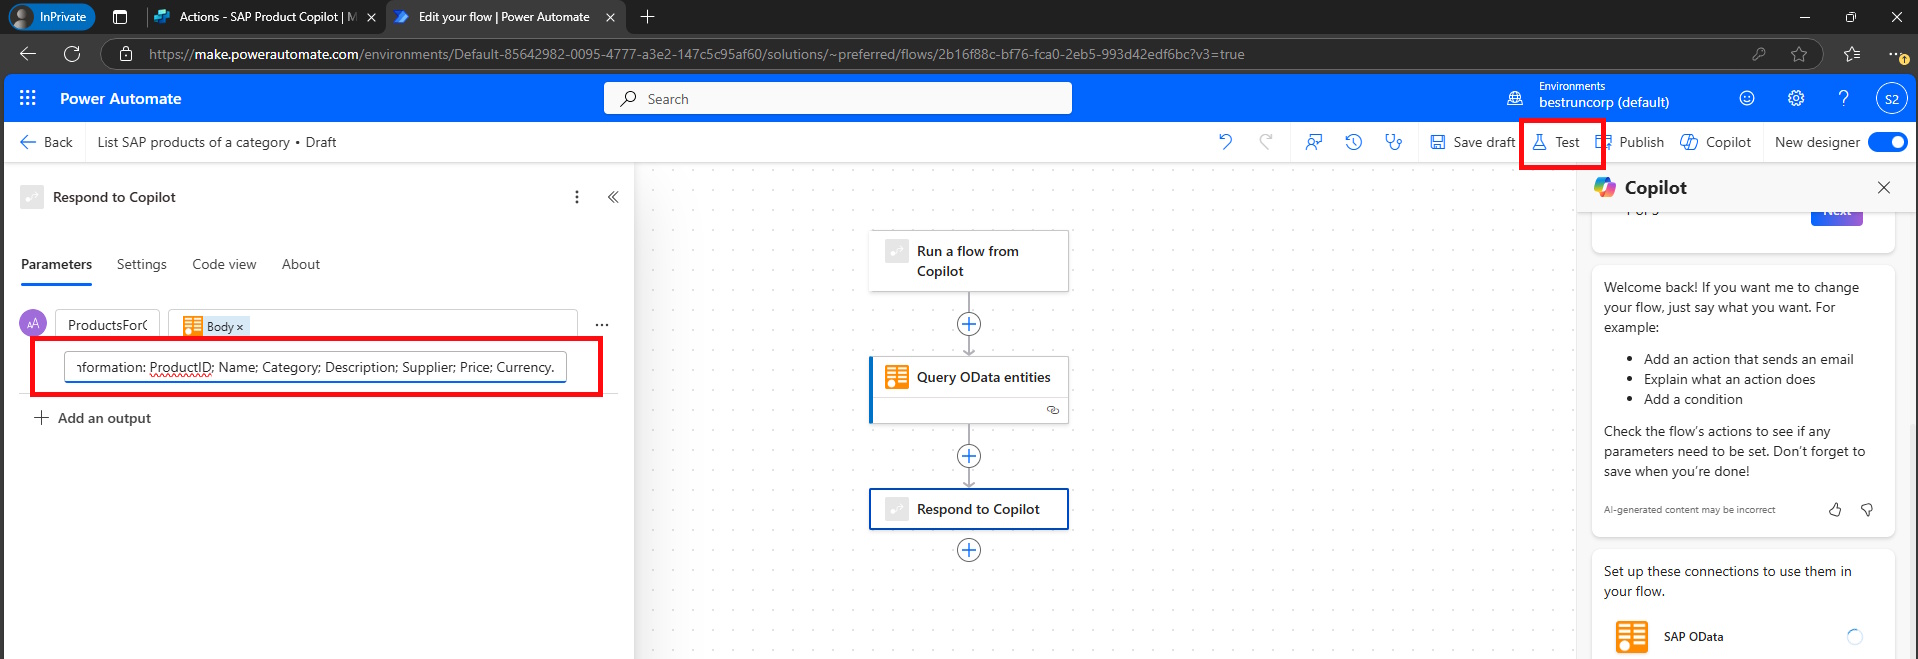 InPrivate
Actions - SAP Product Copilot | M
Edit your flow | Power Automate
https://make.powerautomate.com/environments/Default-85642982-0095-4777-a3e2-147c5c95af60/solutions/~preferred/flows/2b16f88c-bf76-fca0-2eb5-993d42edf6bc?v3=true
Power Automate
Search
Environments
bestruncorp (default)
S2
Back
List SAP products of a category • Draft
Save draft
Test
Publish
Copilot
New designer
Respond to Copilot
Parameters
Settings
Code view
About
AA
ProductsForC
Body ×
nformation: ProductID; Name; Category; Description; Supplier; Price; Currency.
Add an output
Run a flow from
Copilot
Query OData entities
Respond to Copilot
Copilot
Next
Welcome back! If you want me to change
your flow, just say what you want. For
example:
• Add an action that sends an email
• Explain what an action does
• Add a condition
Check the flow's actions to see if any
parameters need to be set. Don't forget to
save when you're done!
AI-generated content may be incorrect
Set up these connections to use them in
your flow.
SAP OData